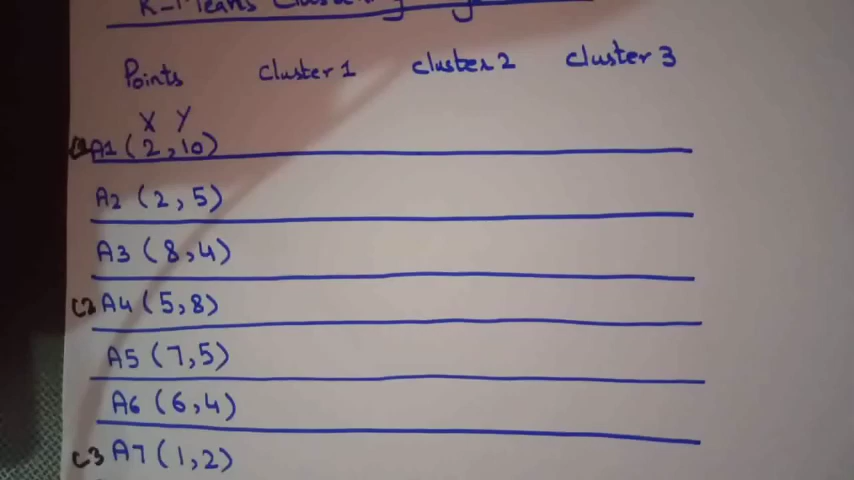 K-Means
Points Cluster 1 Cluster 2 Cluster 3
X Y
A1 (2,10)
A2 (2,5)
A3 (8,4)
C2 A4 (5,8)
A5 (7,5)
A6 (6,4)
C3 A7 (1,2)